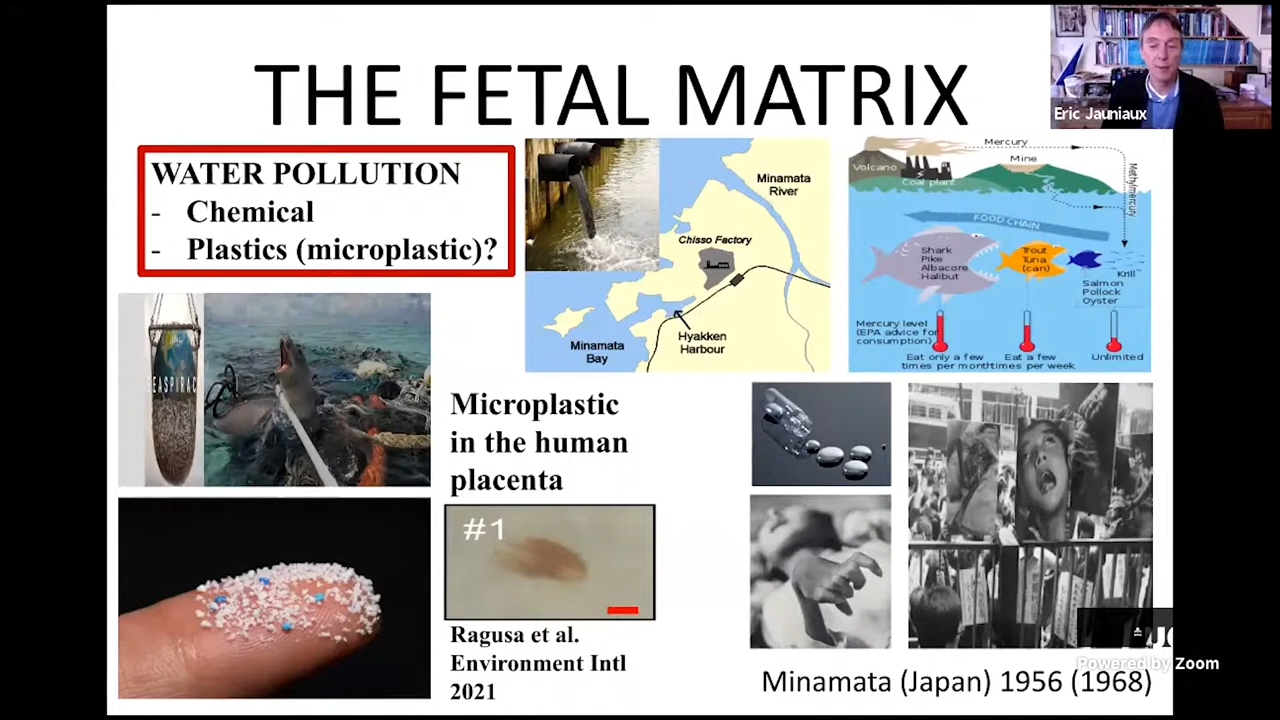 THE FETAL MATRIX
Eric Jauniaux
WATER POLLUTION
- Chemical
- Plastics (microplastic)?
Minamata
River
Chisso Factory
Hyakken
Harbour
Minamata
Bay
Mercury
Volcano
Coal plant
Mine
Methylmercury
FOOD CHAIN
Shark
Pike
Albacore
Halibut
Trout
Tuna
(can)
Krill
Salmon
Pollock
Oyster
Mercury level
(EPA advice for
consumption)
Eat only a few
times per month
Eat a few
times per week
Unlimited
SEASPIRAC
Microplastic
in the human
placenta
#1
Ragusa et al.
Environment Intl
2021
Minamata (Japan) 1956 (1968)
Powered by Zoom